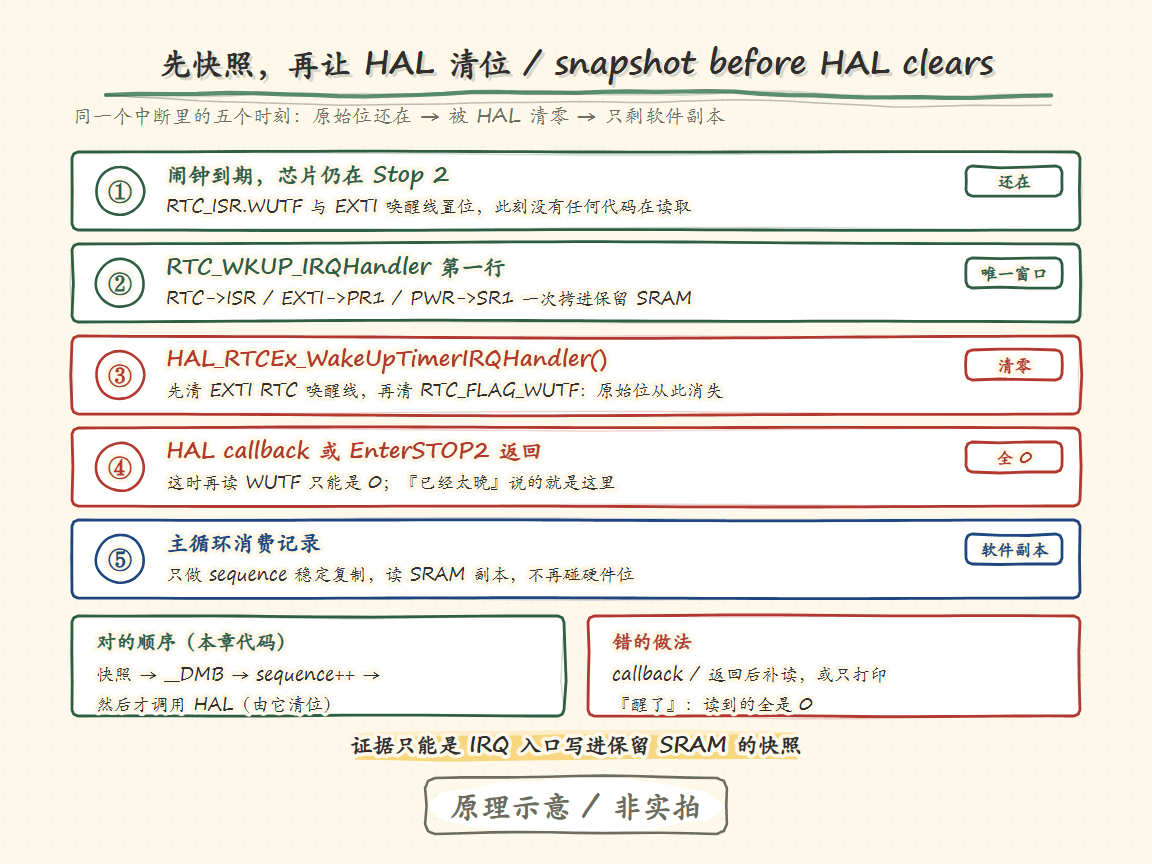 先快照，再让 HAL 清位 / snapshot before HAL clears
同一个中断里的五个时刻：原始位还在 → 被 HAL 清零 → 只剩软件副本
① 闹钟到期，芯片仍在 Stop 2 还在
RTC_ISR.WUTF 与 EXTI 唤醒线置位，此刻没有任何代码在读取
② RTC_WKUP_IRQHandler 第一行 唯一窗口
RTC->ISR / EXTI->PR1 / PWR->SR1 一次拷进保留 SRAM
③ HAL_RTCEx_WakeUpTimerIRQHandler() 清零
先清 EXTI RTC 唤醒线，再清 RTC_FLAG_WUTF：原始位从此消失
④ HAL callback 或 EnterSTOP2 返回 全 0
这时再读 WUTF 只能是 0；『已经太晚』说的就是这里
⑤ 主循环消费记录 软件副本
只做 sequence 稳定复制，读 SRAM 副本，不再碰硬件位
对的顺序（本章代码）
快照 → __DMB → sequence++ →
然后才调用 HAL（由它清位）
错的做法
callback / 返回后补读，或只打印
『醒了』：读到的全是 0
证据只能是 IRQ 入口写进保留 SRAM 的快照
原理示意 / 非实拍